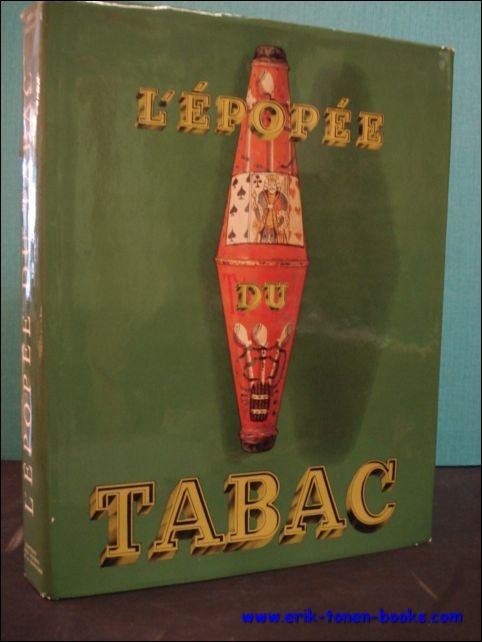 L'ÉPOPÉE
DU
TABAC
L'ÉPOPÉE DU TABAC
www.erik-tonen-books.com